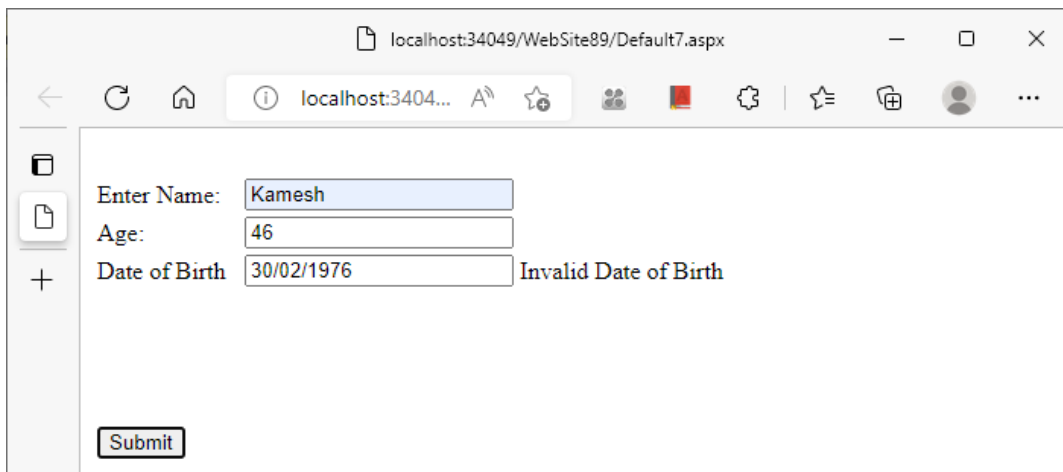 localhost:34049/WebSite89/Default7.aspx
localhost:3404...
Enter Name: Kamesh
Age: 46
Date of Birth 30/02/1976 Invalid Date of Birth
Submit